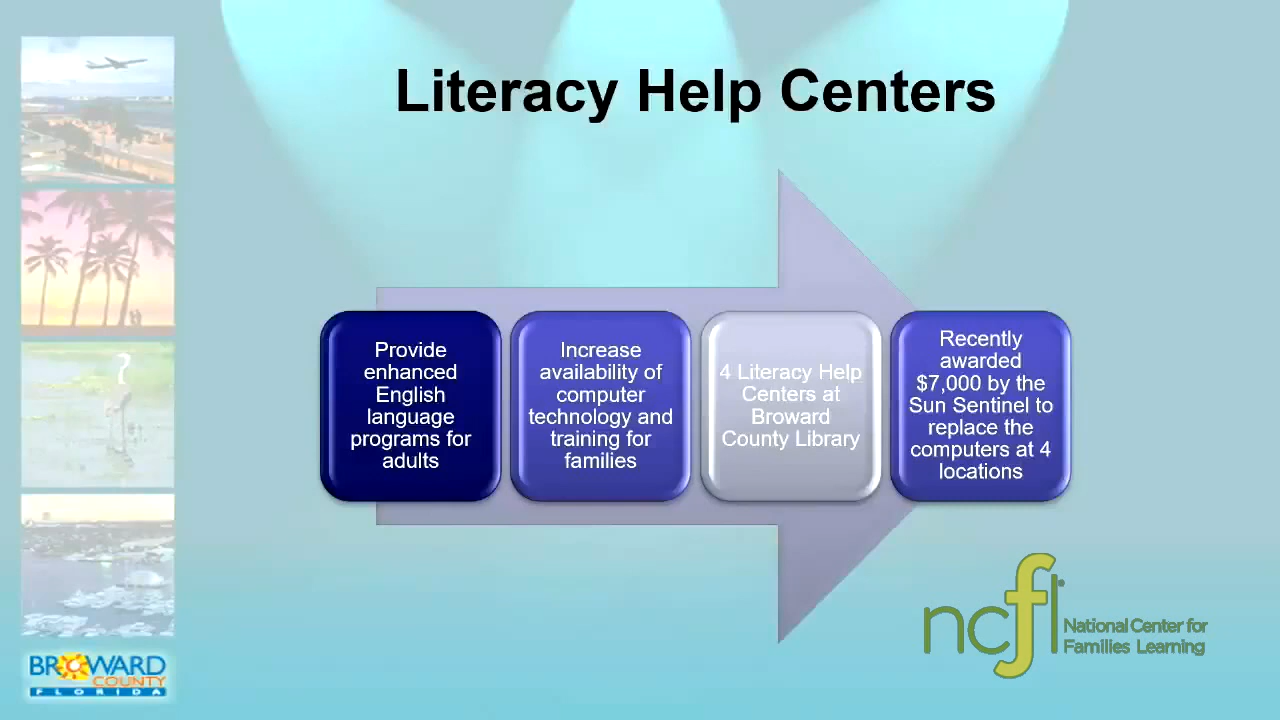 Literacy Help Centers
Provide
enhanced
English
language
programs for
adults
Increase
availability of
computer
technology and
training for
families
4 Literacy Help
Centers at
Broward
County Library
Recently
awarded
$7,000 by the
Sun Sentinel to
replace the
computers at 4
locations
BROWARD
COUNTY
FLORIDA
ncfl
National Center for
Families Learning